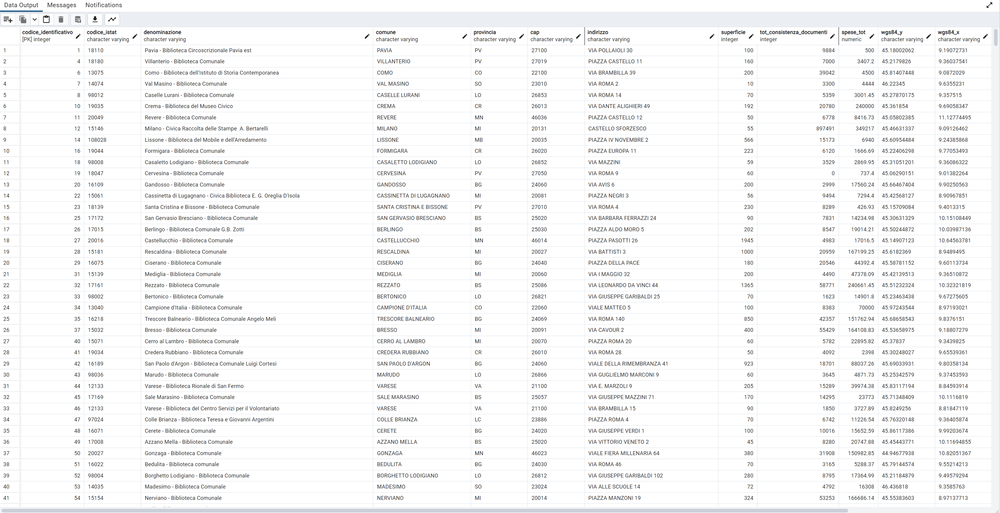 Data Output Messages Notifications
codice_identificativo codice_istat denominazione comune provincia cap indirizzo superficie tot_consistenza_documenti spese_tot wgs84_y wgs84_x
[PK] integer character varying character varying character varying character varying character varying character varying integer integer numeric character varying character varying
1 1 18110 Pavia - Biblioteca Circoscrizionale Pavia est PAVIA PV 27100 VIA POLLAIOLI 30 100 9884 500 45.18002062 9.19072731
2 4 18180 Villanterio - Biblioteca Comunale VILLANTERIO PV 27019 PIAZZA CASTELLO 11 160 7000 3407.2 45.2179826 9.36037541
3 6 13075 Como - Biblioteca dell'Istituto di Storia Contemporanea COMO CO 22100 VIA BRAMBILLA 39 200 39042 4500 45.81407448 9.0872029
4 7 14074 Val Masino - Biblioteca Comunale VAL MASINO SO 23010 VIA ROMA 2 10 3300 4444 46.22345 9.6355231
5 8 98012 Caselle Lurani - Biblioteca Comunale CASELLE LURANI LO 26853 VIA ROMA 14 70 5359 3001.45 45.27870175 9.357515
6 10 19035 Crema - Biblioteca del Museo Civico CREMA CR 26013 VIA DANTE ALIGHIERI 49 192 20780 240000 45.361854 9.69058347
7 11 20049 Revere - Biblioteca Comunale REVERE MN 46036 PIAZZA CASTELLO 12 50 6778 8416.73 45.05802385 11.12774495
8 12 15146 Milano - Civica Raccolta delle Stampe  A. Bertarelli MILANO MI 20131 CASTELLO SFORZESCO 55 897491 349217 45.46631337 9.09126462
9 14 108028 Lissone - Biblioteca del Mobile e dell'Arredamento LISSONE MB 20035 PIAZZA IV NOVEMBRE 2 566 15173 6940 45.60954484 9.24385868
10 16 19044 Formigara - Biblioteca Comunale FORMIGARA CR 26020 PIAZZA EUROPA 11 223 6120 1666.69 45.22406298 9.77053493
11 18 98008 Casaletto Lodigiano - Biblioteca Comunale CASALETTO LODIGIANO LO 26852 VIA MAZZINI 59 3529 2869.95 45.31051201 9.36086322
12 19 18047 Cervesina - Biblioteca Comunale CERVESINA PV 27050 VIA ROMA 9 60 0 737.4 45.06290151 9.01382264
13 20 16109 Gandosso - Biblioteca Comunale GANDOSSO BG 24060 VIA AVIS 6 200 2999 17560.24 45.66467404 9.90250563
14 22 15061 Cassinetta di Lugagnano - Civica Biblioteca E. G. Oreglia D'Isola CASSINETTA DI LUGAGNANO MI 20081 PIAZZA NEGRI 3 56 9494 7294.4 45.42568127 8.90967851
15 23 18139 Santa Cristina e Bissone - Biblioteca Comunale SANTA CRISTINA E BISSONE PV 27010 VIA ROMA 4 230 8289 426.93 45.15709084 9.4013315
16 25 17172 San Gervasio Bresciano - Biblioteca Comunale SAN GERVASIO BRESCIANO BS 25020 VIA BARBARA FERRAZZI 24 90 7831 14234.98 45.30631329 10.15108449
17 26 17015 Berlingo - Biblioteca Comunale G.B. Zotti BERLINGO BS 25030 PIAZZA ALDO MORO 5 202 8547 19014.21 45.50244872 10.03987136
18 27 20016 Castellucchio - Biblioteca Comunale CASTELLUCCHIO MN 46014 PIAZZA PASOTTI 26 1945 4983 17016.5 45.14907123 10.64563781
19 28 15181 Rescaldina - Biblioteca Comunale RESCALDINA MI 20027 VIA BATTISTI 3 1000 20959 167199.25 45.6182369 8.9489495
20 29 16075 Ciserano - Biblioteca Comunale CISERANO BG 24040 PIAZZA DELLA PACE 180 20546 44392.4 45.58781152 9.60113734
21 31 15139 Mediglia - Biblioteca Comunale MEDIGLIA MI 20060 VIA I MAGGIO 32 200 4490 47378.09 45.42139513 9.36510872
22 32 17161 Rezzato - Biblioteca Comunale REZZATO BS 25086 VIA LEONARDO DA VINCI 44 1365 58771 240661.45 45.51232324 10.32321819
23 33 98002 Bertonico - Biblioteca Comunale BERTONICO LO 26821 VIA GIUSEPPE GARIBALDI 25 70 1623 14901.8 45.23463438 9.67275605
24 34 13040 Campione d'Italia - Biblioteca Comunale CAMPIONE D'ITALIA CO 22060 VIALE MATTEO 5 100 8383 70000 45.97243544 8.97193021
25 35 16218 Trescore Balneario - Biblioteca Comunale Angelo Meli TRESCORE BALNEARIO BG 24069 VIA ROMA 140 850 42357 151762.94 45.68658543 9.8376151
26 37 15032 Bresso - Biblioteca Comunale BRESSO MI 20091 VIA CAVOUR 2 400 55429 164108.83 45.53658975 9.18807279
27 40 15071 Cerro al Lambro - Biblioteca Comunale CERRO AL LAMBRO MI 20070 PIAZZA ROMA 20 60 5782 22895.82 45.37837 9.3439825
28 41 19034 Credera Rubbiano - Biblioteca Comunale CREDERA RUBBIANO CR 26010 VIA ROMA 28 50 4092 2398 45.30248027 9.65539361
29 42 16189 San Paolo d'Argon - Biblioteca Comunale Luigi Cortesi SAN PAOLO D'ARGON BG 24060 VIALE DELLA RIMEMBRANZA 41 923 18701 88037.26 45.69033931 9.80358134
30 43 98036 Marudo - Biblioteca Comunale MARUDO LO 26866 VIA GUGLIELMO MARCONI 9 60 3645 4871.73 45.25342579 9.37453593
31 44 12133 Varese - Biblioteca Rionale di San Fermo VARESE VA 21100 VIA E. MARZOLI 9 205 15289 39974.38 45.83117194 8.84593914
32 45 17169 Sale Marasino - Biblioteca Comunale SALE MARASINO BS 25057 VIA GIUSEPPE MAZZINI 71 170 14295 23773 45.71348409 10.1116819
33 46 12133 Varese - Biblioteca del Centro Servizi per il Volontariato VARESE VA 21100 VIA BRAMBILLA 15 90 1850 3727.89 45.8249256 8.81847119
34 47 97024 Colle Brianza - Biblioteca Teresa e Giovanni Argentini COLLE BRIANZA LC 23886 PIAZZA ROMA 4 70 6742 11226.54 45.76320148 9.36405874
35 48 16071 Cerete - Biblioteca Comunale CERETE BG 24020 VIA GIUSEPPE VERDI 1 100 10016 15652.59 45.86117386 9.99203674
36 49 17008 Azzano Mella - Biblioteca Comunale AZZANO MELLA BS 25020 VIA VITTORIO VENETO 2 45 8280 20747.88 45.45443771 10.11694855
37 50 20027 Gonzaga - Biblioteca Comunale GONZAGA MN 46023 VIALE FIERA MILLENARIA 64 380 31908 150982.85 44.94677938 10.82051367
38 51 16022 Bedulita - Biblioteca comunale BEDULITA BG 24030 VIA ROMA 46 70 3165 5288.37 45.79144574 9.55214213
39 52 98004 Borghetto Lodigiano - Biblioteca Comunale BORGHETTO LODIGIANO LO 26812 VIA GIUSEPPE GARIBALDI 102 280 8795 17364.99 45.21184879 9.49579294
40 53 14035 Madesimo - Biblioteca Comunale MADESIMO SO 23024 VIA ALLE SCUOLE 14 72 4792 16308 46.436818 9.3585763
41 54 15154 Nerviano - Biblioteca Comunale NERVIANO MI 20014 PIAZZA MANZONI 19 324 53253 166686.14 45.55383603 8.97137713